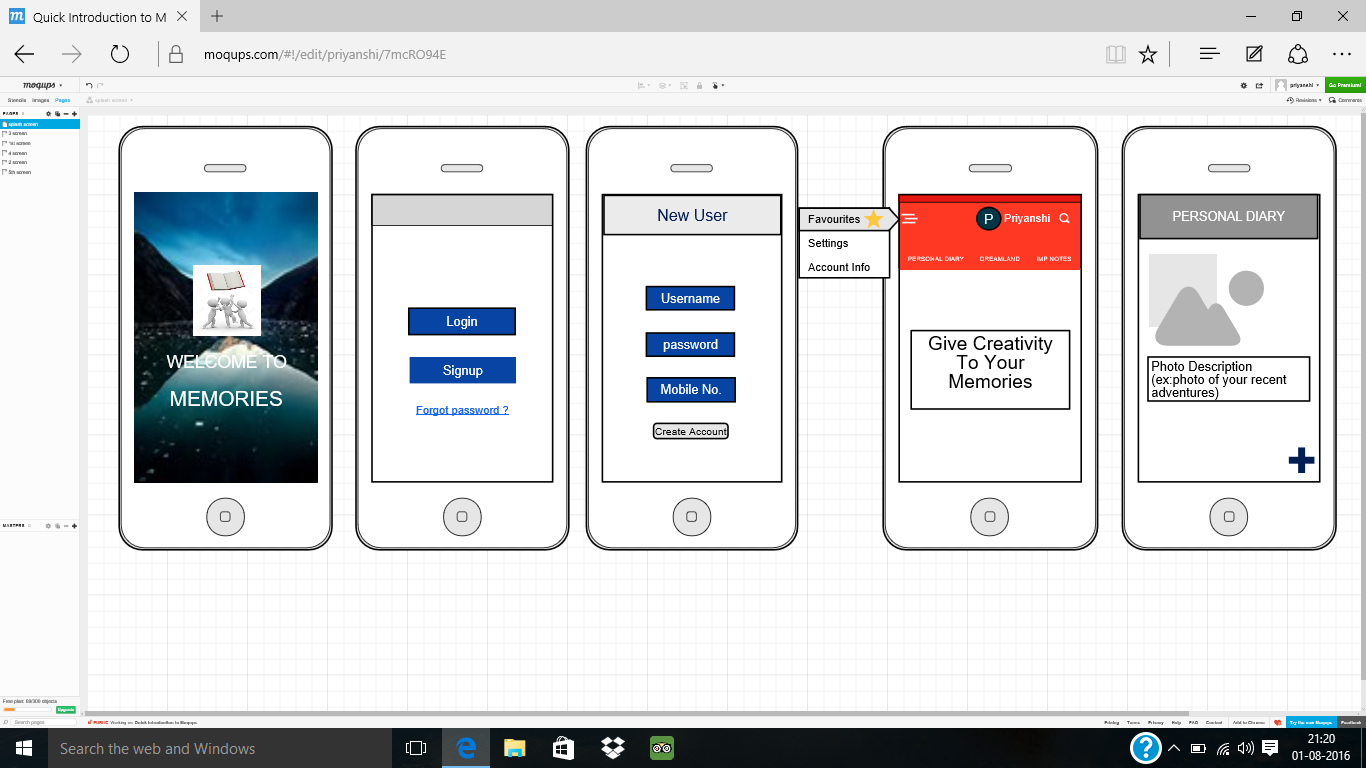 Quick Introduction to M
moqups.com/#!/edit/priyanshi/7mcRO94E
moqups
priyanshi
Go Premium!
Stencils Images Pages
splash screen
Revisions
Comments
PAGES
splash screen
3 screen
1st screen
4 screen
2 screen
5th screen
WELCOME TO
MEMORIES
Login
Signup
Forgot password ?
New User
Username
password
Mobile No.
Create Account
Favourites
Settings
Account Info
P Priyanshi
PERSONAL DIARY DREAMLAND IMP NOTES
Give Creativity
To Your
Memories
PERSONAL DIARY
Photo Description
(ex:photo of your recent
adventures)
MASTERS
Upgrade
Search pages
PUBLIC Working on Quick Introduction to Moqups
Pricing Terms Privacy Help FAQ Contact Add to Chrome
Try the new Moqups Feedback
Search the web and Windows
21:20
01-08-2016